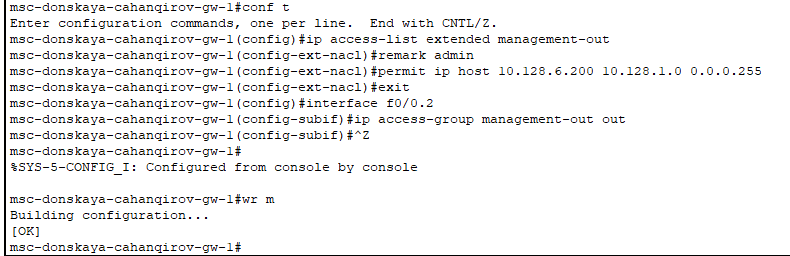 msc-donskaya-cahanqirov-gw-1#conf t
Enter configuration commands, one per line.  End with CNTL/Z.
msc-donskaya-cahanqirov-gw-1(config)#ip access-list extended management-out
msc-donskaya-cahanqirov-gw-1(config-ext-nacl)#remark admin
msc-donskaya-cahanqirov-gw-1(config-ext-nacl)#permit ip host 10.128.6.200 10.128.1.0 0.0.0.255
msc-donskaya-cahanqirov-gw-1(config-ext-nacl)#exit
msc-donskaya-cahanqirov-gw-1(config)#interface f0/0.2
msc-donskaya-cahanqirov-gw-1(config-subif)#ip access-group management-out out
msc-donskaya-cahanqirov-gw-1(config-subif)#^Z
msc-donskaya-cahanqirov-gw-1#
%SYS-5-CONFIG_I: Configured from console by console

msc-donskaya-cahanqirov-gw-1#wr m
Building configuration...
[OK]
msc-donskaya-cahanqirov-gw-1#